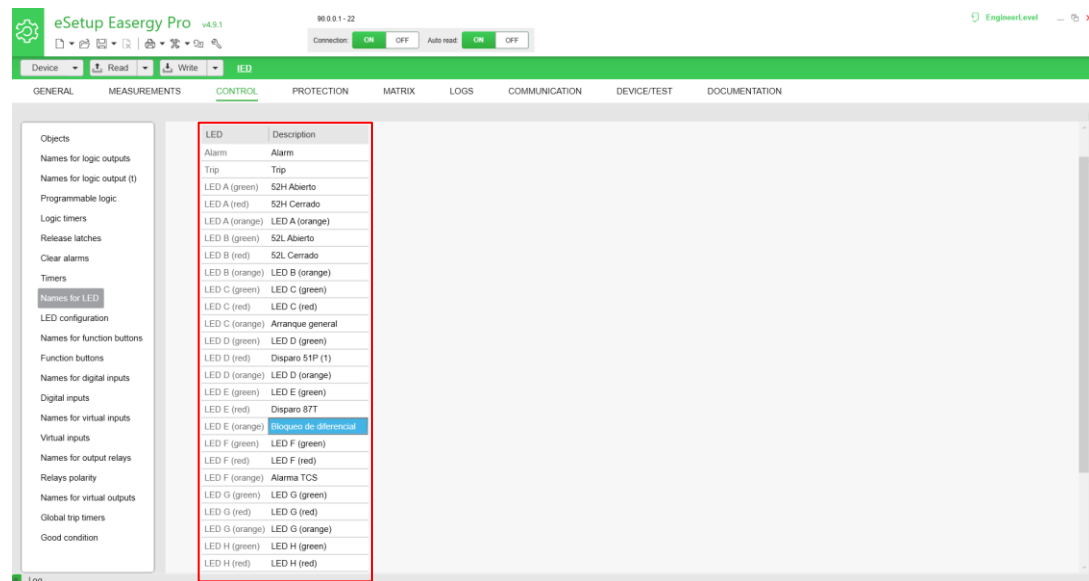 eSetup Easergy Pro v4.9.1
90.0.0.1 - 22
EngineerLevel
Connection: ON OFF Auto read: ON OFF
Device Read Write IED
GENERAL MEASUREMENTS CONTROL PROTECTION MATRIX LOGS COMMUNICATION DEVICE/TEST DOCUMENTATION
Objects
Names for logic outputs
Names for logic output (t)
Programmable logic
Logic timers
Release latches
Clear alarms
Timers
Names for LED
LED configuration
Names for function buttons
Function buttons
Names for digital inputs
Digital inputs
Names for virtual inputs
Virtual inputs
Names for output relays
Relays polarity
Names for virtual outputs
Global trip timers
Good condition
LED Description
Alarm Alarm
Trip Trip
LED A (green) 52H Abierto
LED A (red) 52H Cerrado
LED A (orange) LED A (orange)
LED B (green) 52L Abierto
LED B (red) 52L Cerrado
LED B (orange) LED B (orange)
LED C (green) LED C (green)
LED C (red) LED C (red)
LED C (orange) Arranque general
LED D (green) LED D (green)
LED D (red) Disparo 51P (1)
LED D (orange) LED D (orange)
LED E (green) LED E (green)
LED E (red) Disparo 87T
LED E (orange) Bloqueo de diferencial
LED F (green) LED F (green)
LED F (red) LED F (red)
LED F (orange) Alarma TCS
LED G (green) LED G (green)
LED G (red) LED G (red)
LED G (orange) LED G (orange)
LED H (green) LED H (green)
LED H (red) LED H (red)
Log